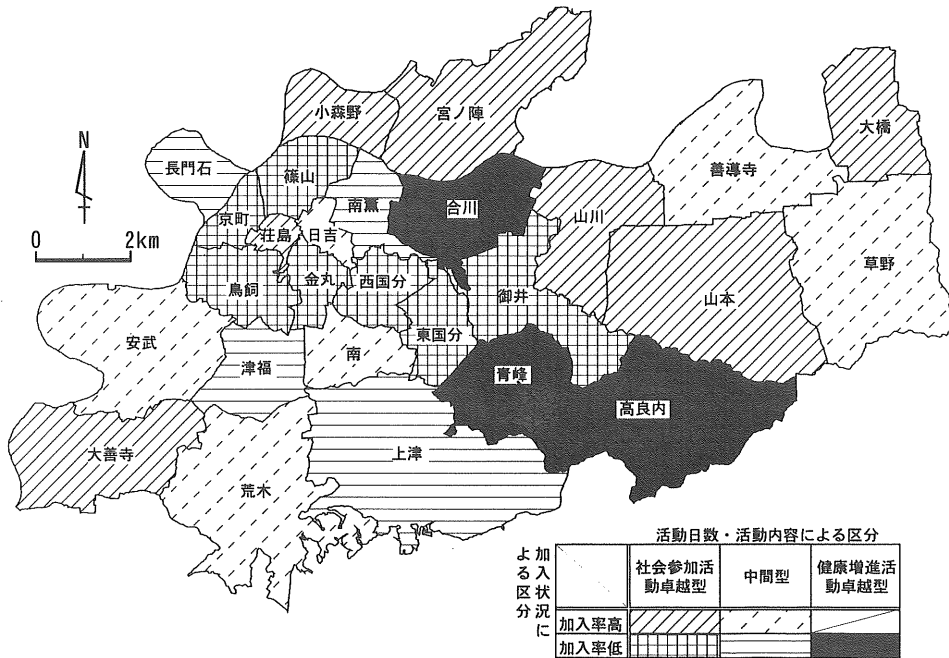 小森野
宮ノ陣
大橋
N
長門石
篠山
善導寺
南薫
合川
京町
山川
0 2km
荘島
日吉
草野
鳥飼
金丸
西国分
御井
山本
安武
東国分
津福
南
青峰
高良内
大善寺
上津
荒木
活動日数・活動内容による区分
加入状況に
よる区分
社会参加活
動卓越型
中間型
健康増進活
動卓越型
加入率高
加入率低